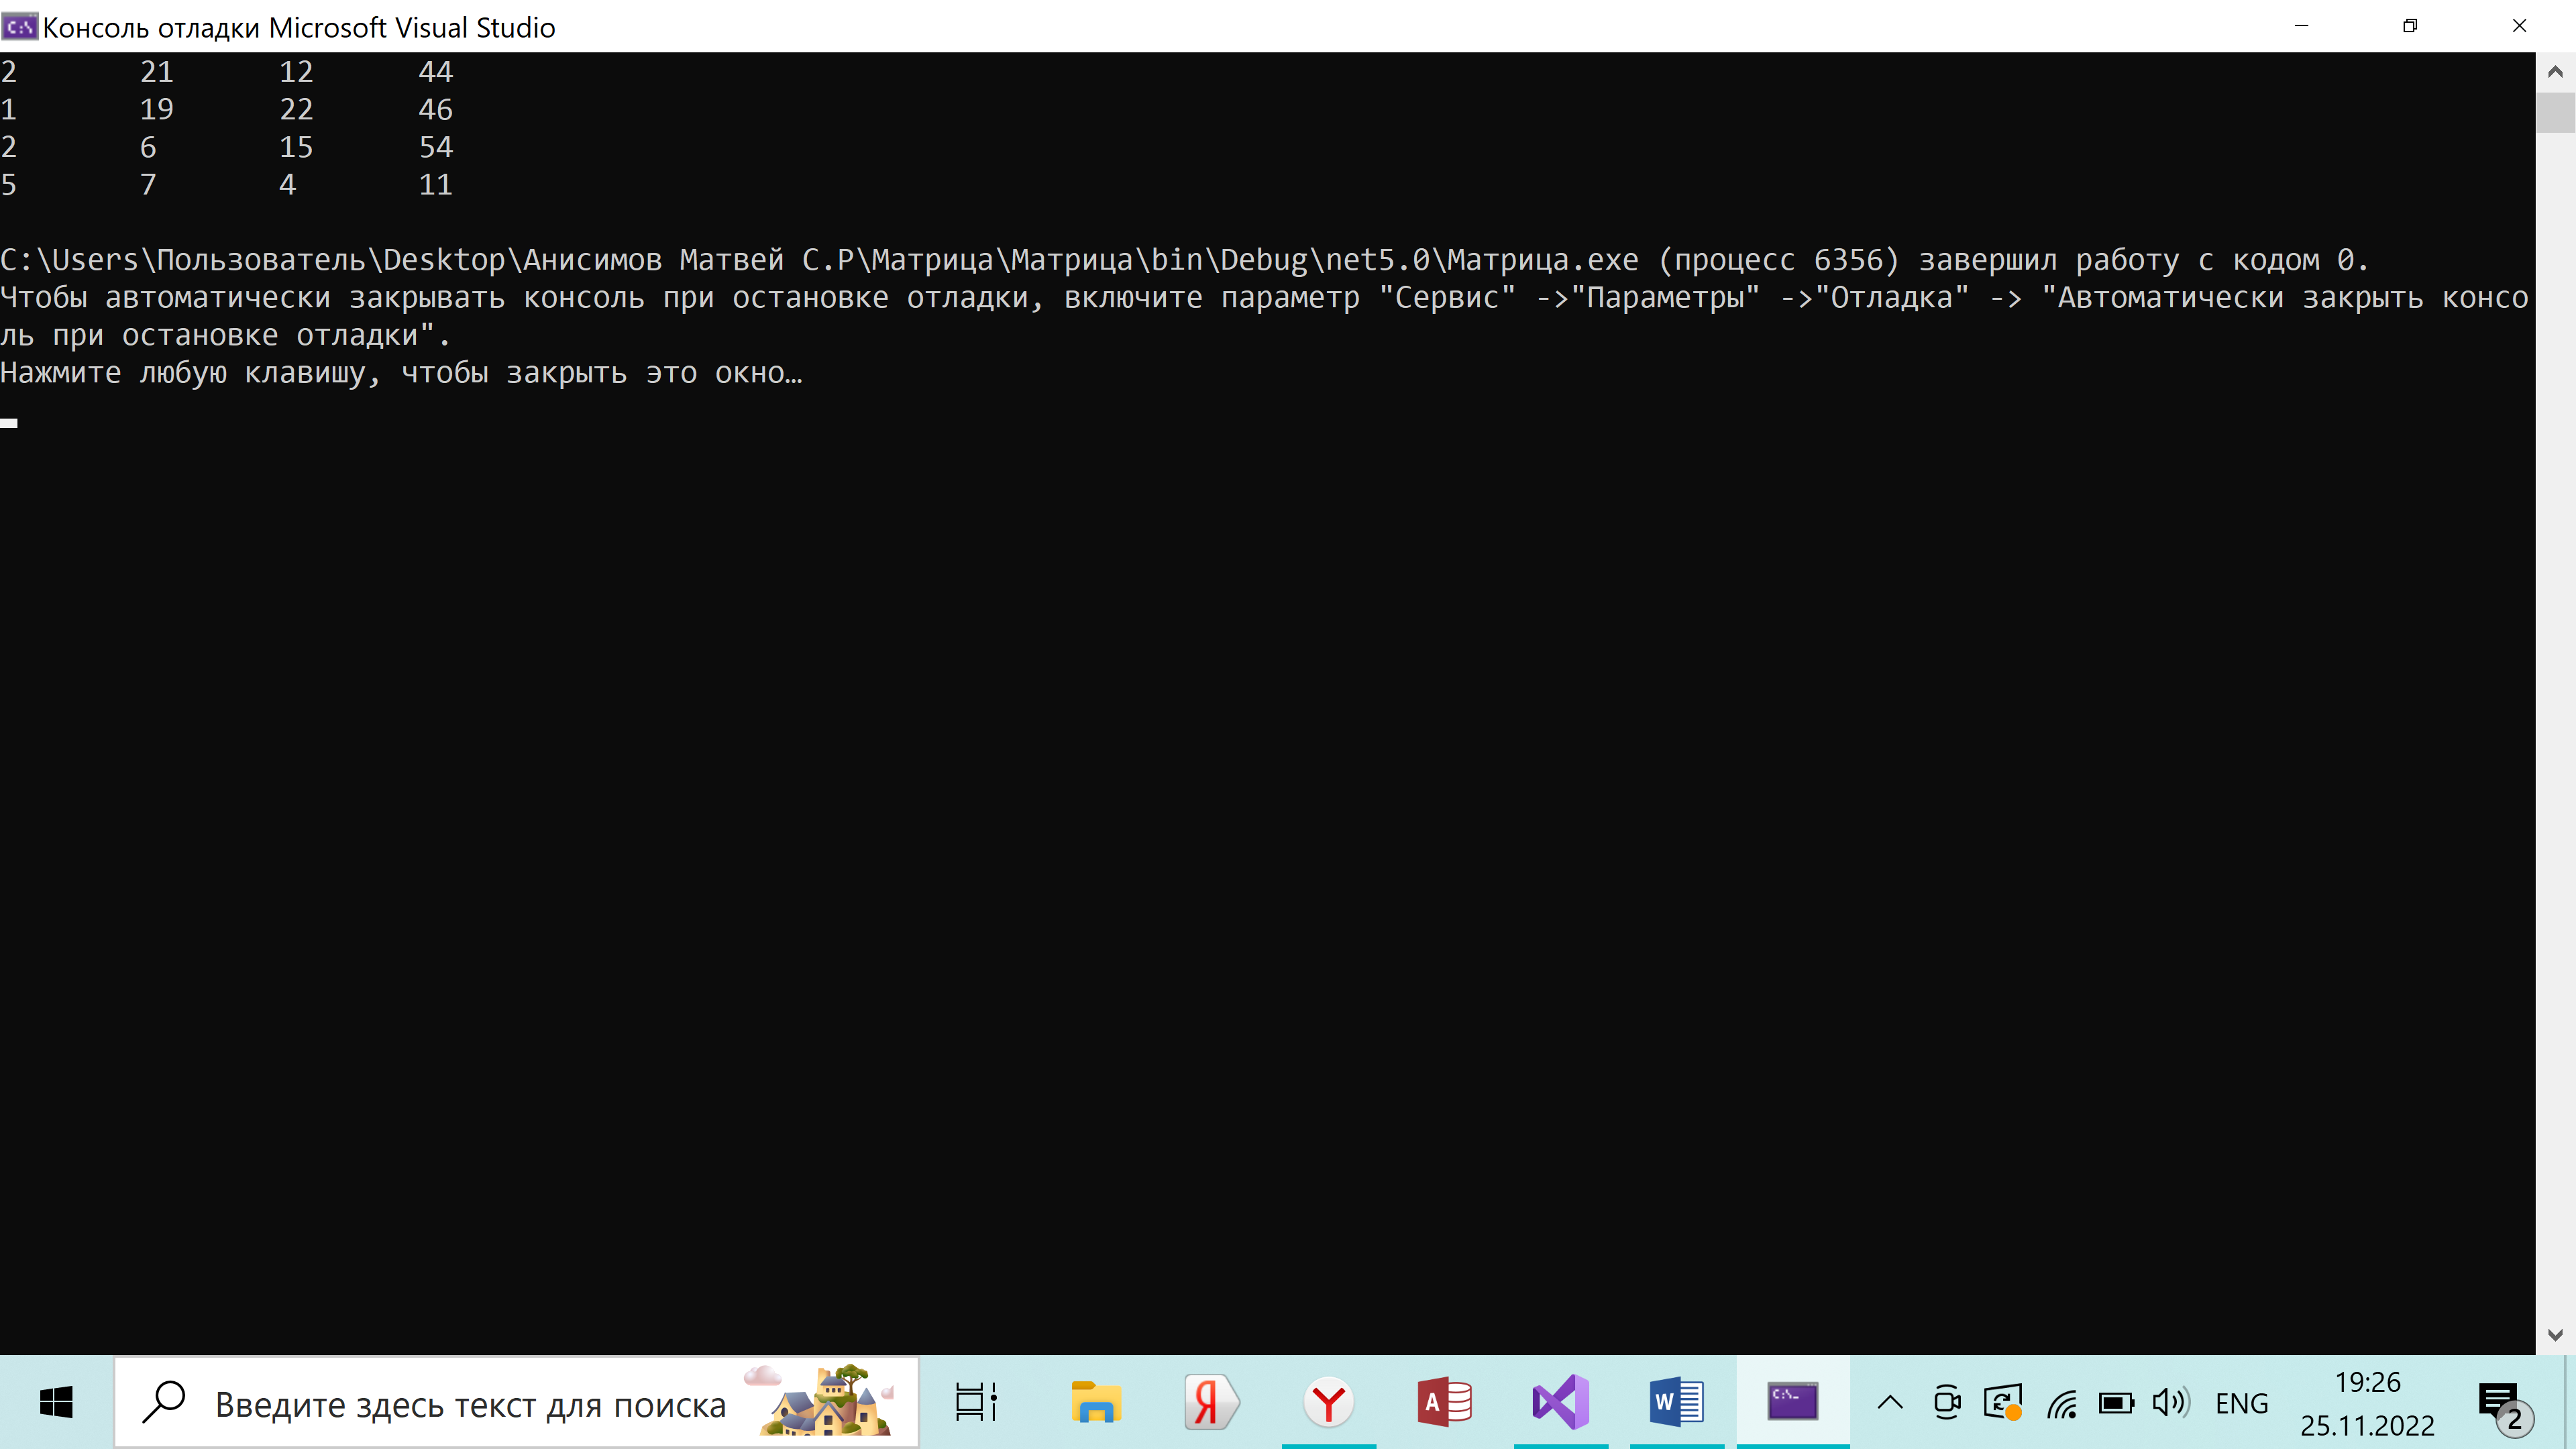 Консоль отладки Microsoft Visual Studio
2 21 12 44
1 19 22 46
2 6 15 54
5 7 4 11
C:\Users\Пользователь\Desktop\Анисимов Матвей С.Р\Матрица\Матрица\bin\Debug\net5.0\Матрица.exe (процесс 6356) завершил работу с кодом 0.
Чтобы автоматически закрывать консоль при остановке отладки, включите параметр "Сервис" ->"Параметры" ->"Отладка" -> "Автоматически закрыть консо
ль при остановке отладки".
Нажмите любую клавишу, чтобы закрыть это окно…
Введите здесь текст для поиска
ENG
19:26
25.11.2022
2